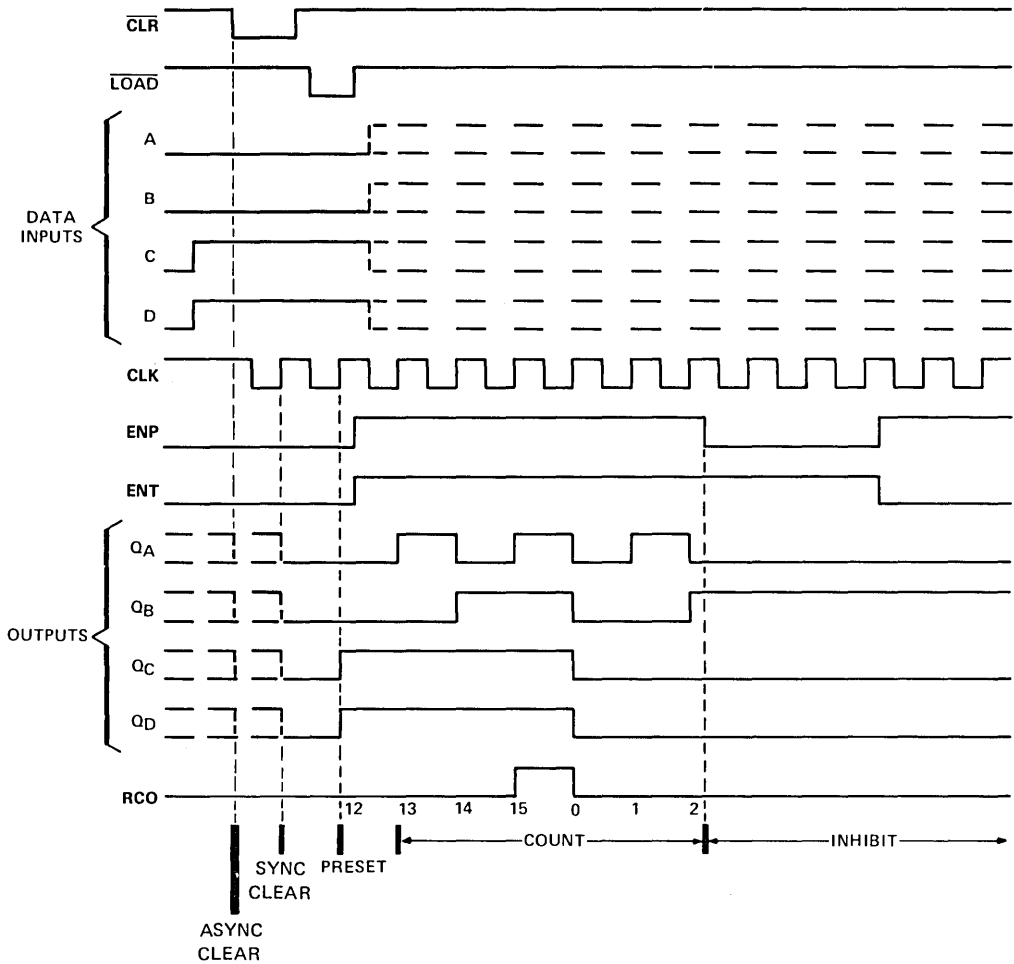 CLR
LOAD
A
B
DATA
INPUTS
C
D
CLK
ENP
ENT
QA
QB
OUTPUTS
QC
QD
RCO
12 13 14 15 0 1 2
COUNT INHIBIT
SYNC
CLEAR
PRESET
ASYNC
CLEAR